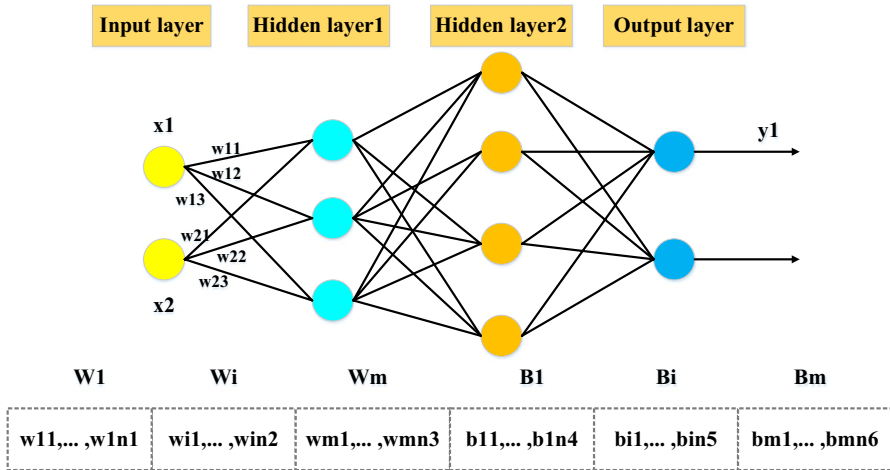 Input layer Hidden layer1 Hidden layer2 Output layer
x1
w11
w12
w13
w21
w22
w23
x2
y1
W1 Wi Wm B1 Bi Bm
w11,... ,w1n1 wi1,... ,win2 wm1,... ,wmn3 b11,... ,b1n4 bi1,... ,bin5 bm1,... ,bmn6